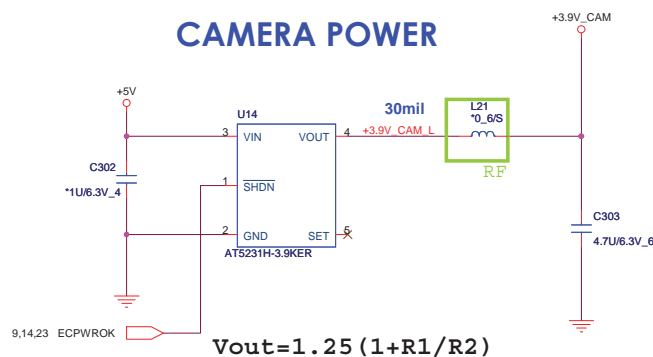 +3.9V_CAM
CAMERA POWER
+5V
U14
30mil
L21
*0_6/S
3 VIN VOUT 4 +3.9V_CAM_L
RF
C302
*1U/6.3V_4
1 SHDN
C303
4.7U/6.3V_6
2 GND SET 5
AT5231H-3.9KER
9,14,23 ECPWROK
Vout=1.25(1+R1/R2)